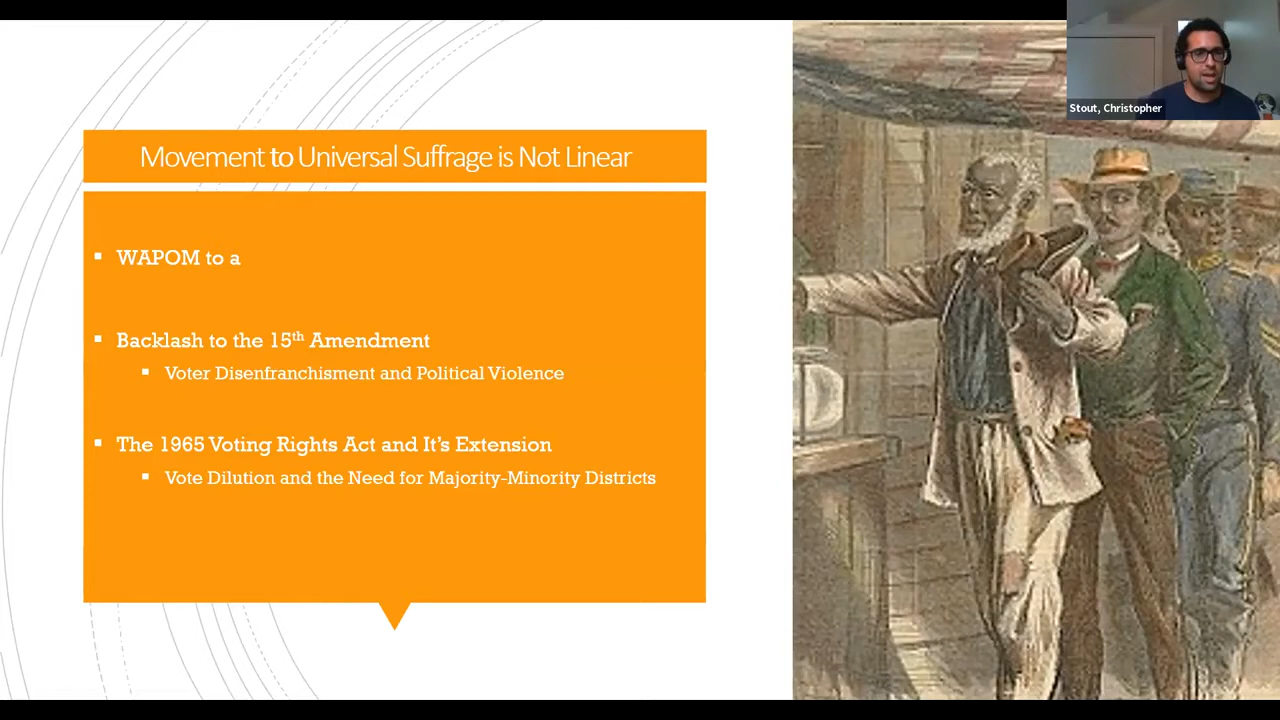 Movement to Universal Suffrage is Not Linear
WAPOM to a
Backlash to the 15th Amendment
Voter Disenfranchisment and Political Violence
The 1965 Voting Rights Act and It's Extension
Vote Dilution and the Need for Majority-Minority Districts
Stout, Christopher